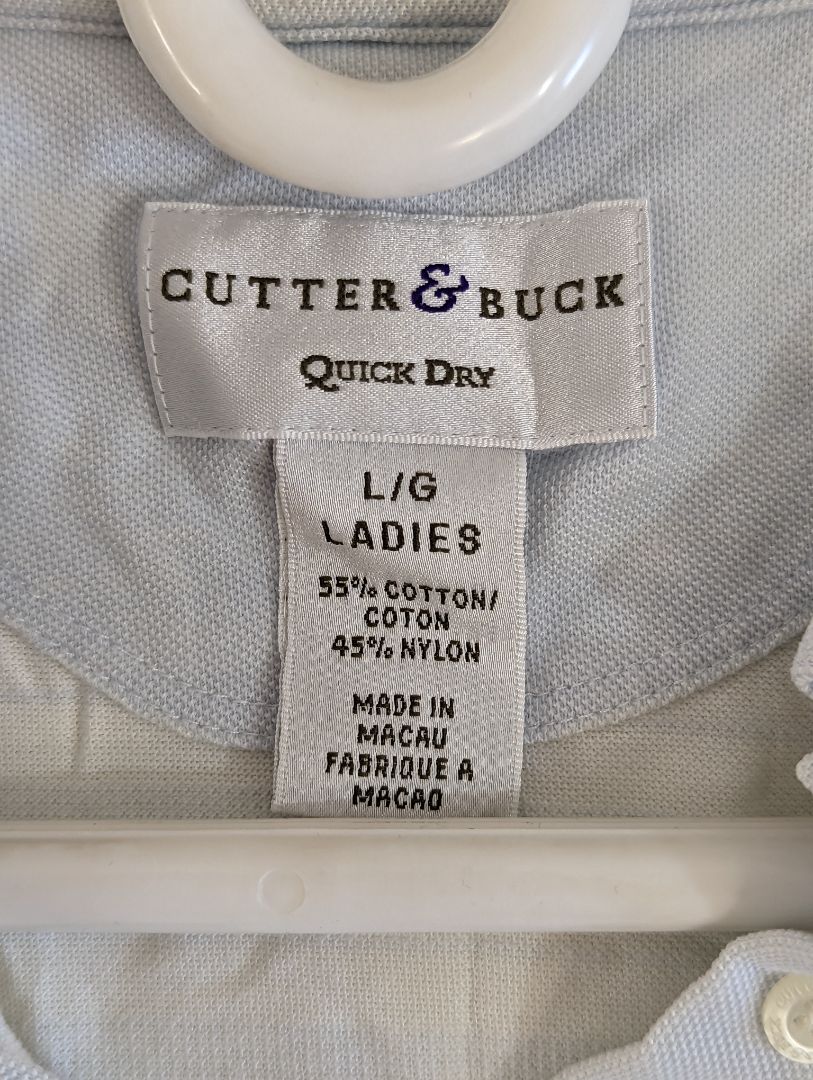 CUTTER & BUCK
QUICK DRY
L/G
LADIES
55% COTTON/
COTON
45% NYLON
MADE IN
MACAU
FABRIQUE A
MACAO